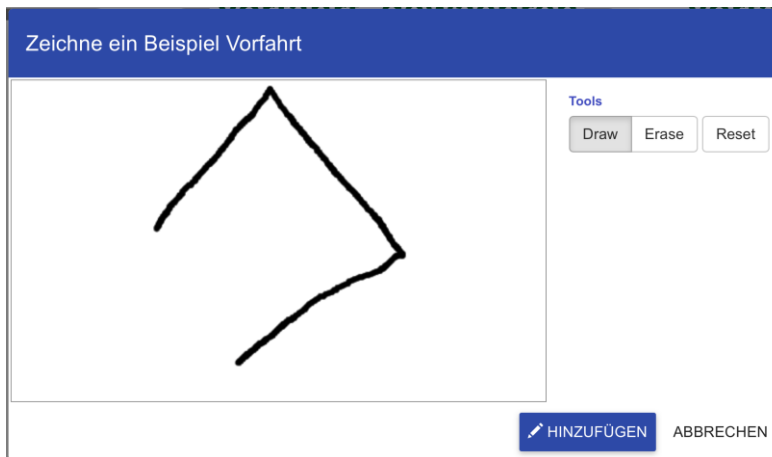 Zeichne ein Beispiel Vorfahrt
Tools
Draw Erase Reset
HINZUFÜGEN ABBRECHEN